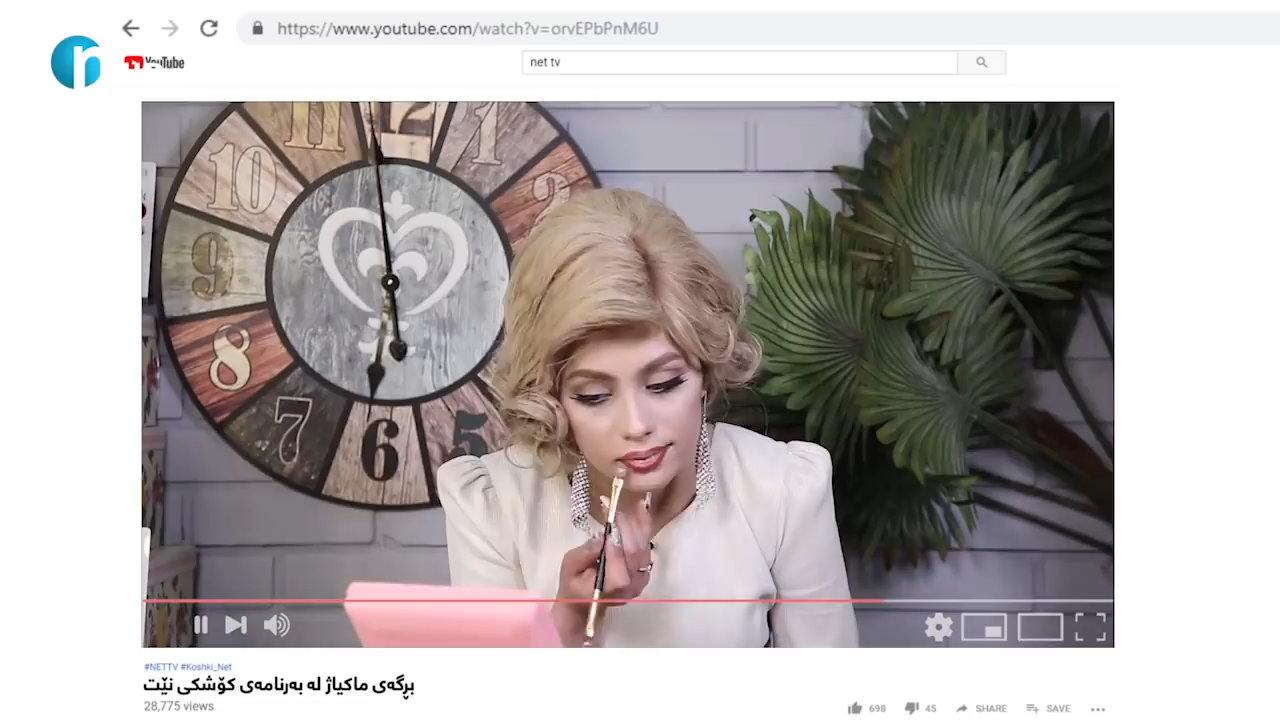 https://www.youtube.com/watch?v=orvEPbPnM6U
YouTube
net tv
11
12
1
10
2
9
8
7
6
5
#NETTV #Koshki_Net
بڕگەی ماکیاژ لە بەرنامەی کۆشکی نێت
28,775 views
698
45
SHARE
SAVE